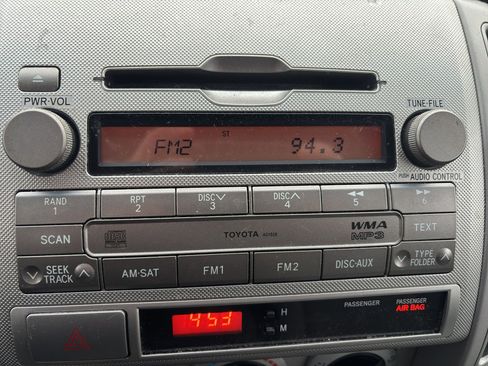 PWR·VOL
TUNE·FILE
ST
FM2 94.3
PUSH AUDIO CONTROL
RAND 1
RPT 2
DISC∨ 3
DISC∧ 4
◄◄ 5
►► 6
SCAN
TOYOTA
WMA
MP3
TEXT
∨ SEEK TRACK ∧
AM·SAT
FM1
FM2
DISC·AUX
∨ TYPE FOLDER ∧
4:53
H
M
PASSENGER
PASSENGER
AIR BAG